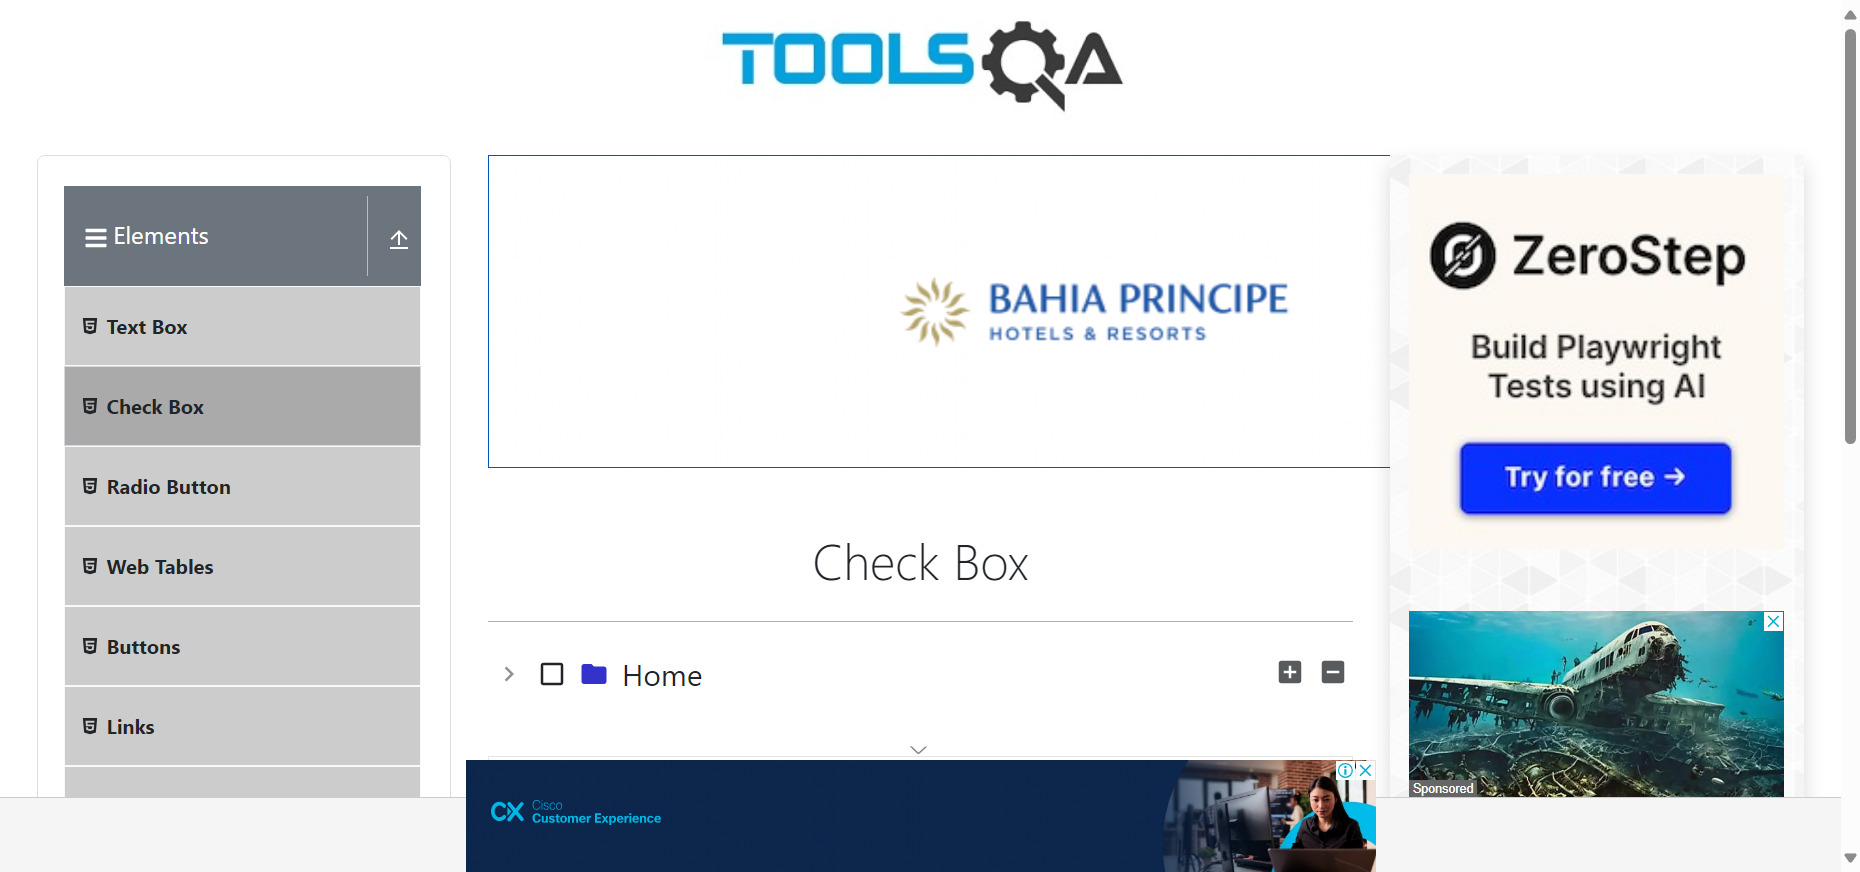 TOOLSQA
Elements
Text Box
Check Box
Radio Button
Web Tables
Buttons
Links
BAHIA PRINCIPE
HOTELS & RESORTS
Check Box
Home
CX Cisco
Customer Experience
ZeroStep
Build Playwright
Tests using AI
Try for free →
Sponsored